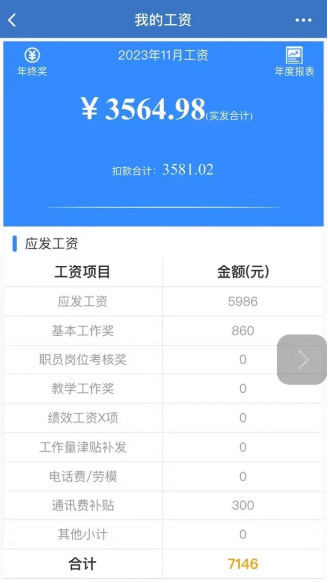 我的工资
2023年11月工资
年终奖
年度报表
￥3564.98(实发合计)
扣款合计：3581.02
应发工资
工资项目 金额(元)
应发工资 5986
基本工作奖 860
职员岗位考核奖 0
教学工作奖 0
绩效工资X项 0
工作量津贴补发 0
电话费/劳模 0
通讯费补贴 300
其他小计 0
合计 7146